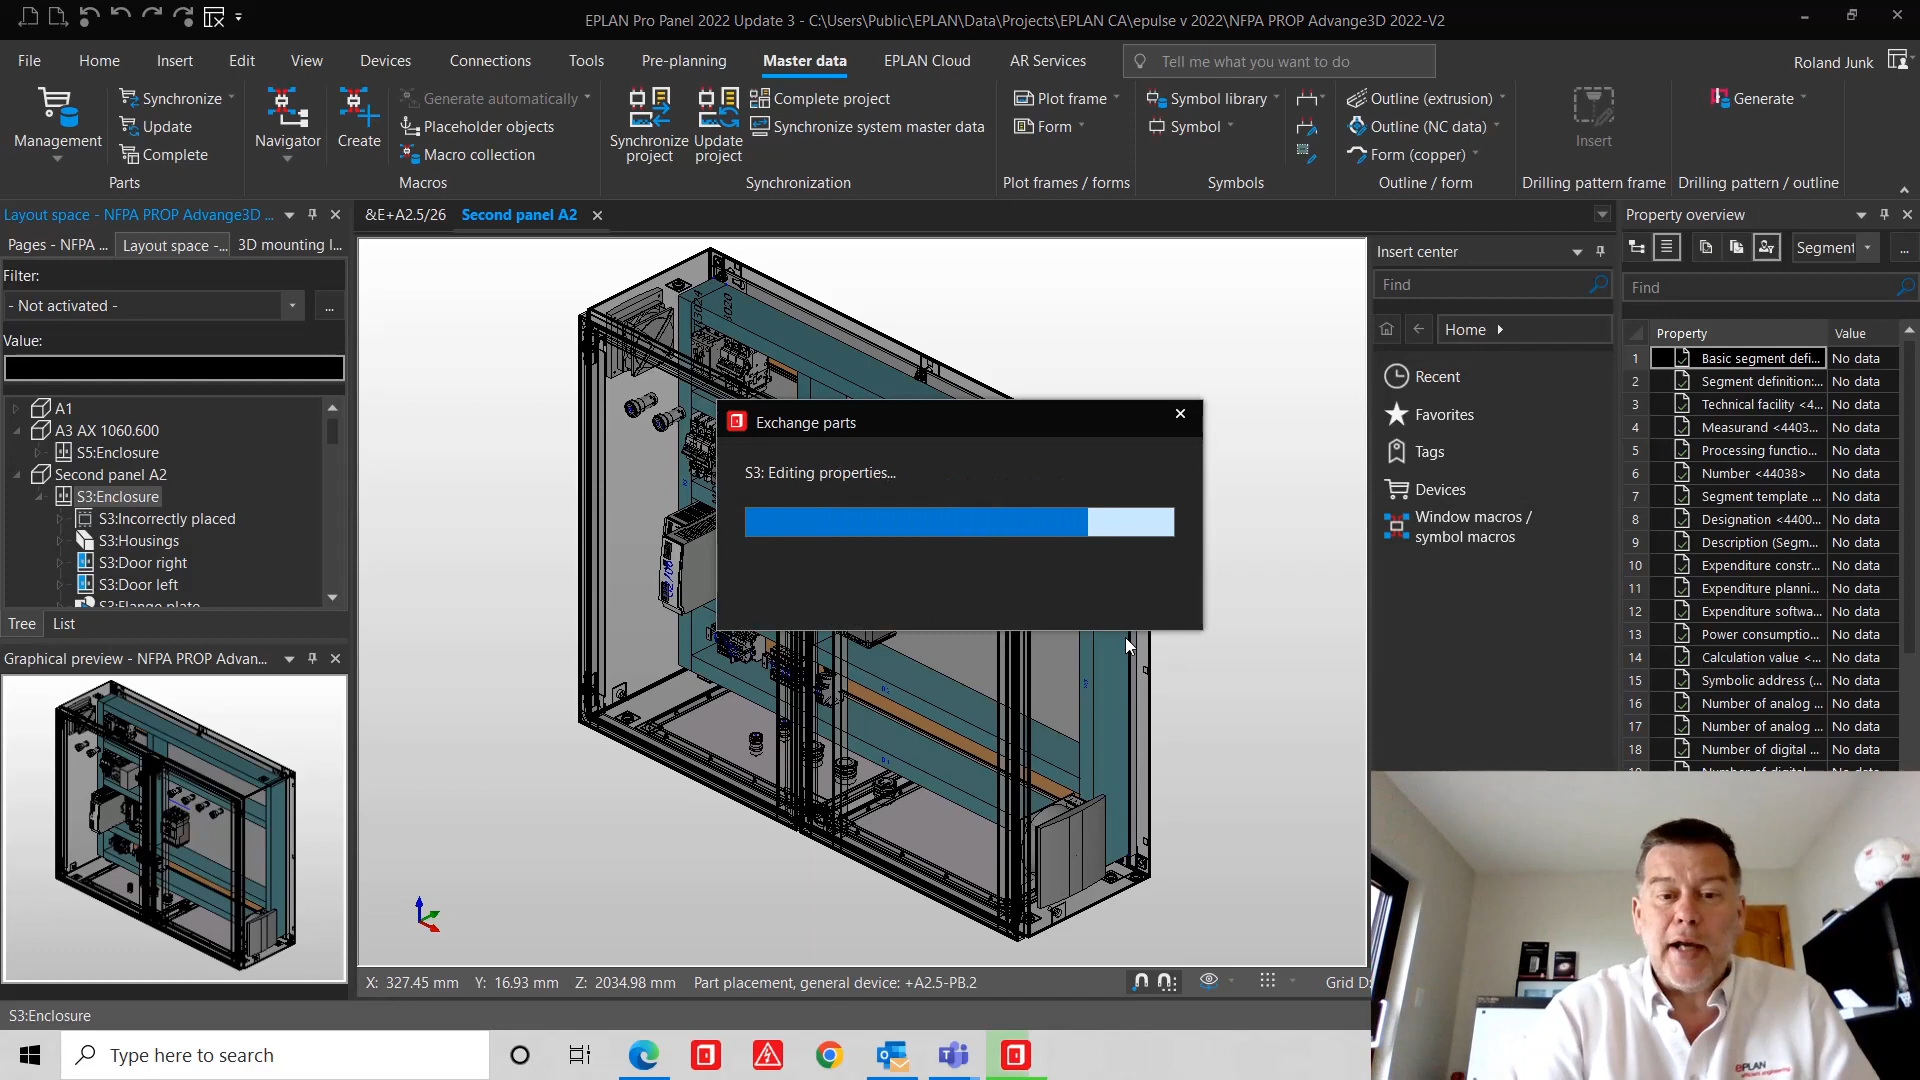 EPLAN Pro Panel 2022 Update 3 - C:\Users\Public\EPLAN\Data\Projects\EPLAN CA\epulse v 2022\NFPA PROP Advange3D 2022-V2
File Home Insert Edit View Devices Connections Tools Pre-planning Master data EPLAN Cloud AR Services Tell me what you want to do Roland Junk
Synchronize Generate automatically Complete project Plot frame Symbol library Outline (extrusion) Generate
Update Placeholder objects Synchronize system master data Form Symbol Outline (NC data)
Management Navigator Create Synchronize project Update project Insert
Complete Macro collection Form (copper)
Parts Macros Synchronization Plot frames / forms Symbols Outline / form Drilling pattern frame Drilling pattern / outline
Layout space - NFPA PROP Advange3D ...
Pages - NFPA ... Layout space -... 3D mounting l...
Filter:
- Not activated - ...
Value:
A1
A3 AX 1060.600
S5:Enclosure
Second panel A2
S3:Enclosure
S3:Incorrectly placed
S3:Housings
S3:Door right
S3:Door left
S3:Flange plate
Tree List
Graphical preview - NFPA PROP Advan...
&E+A2.5/26 Second panel A2
Exchange parts
S3: Editing properties...
X: 327.45 mm Y: 16.93 mm Z: 2034.98 mm Part placement, general device: +A2.5-PB.2 Grid D:
Insert center
Find
Home
Recent
Favorites
Tags
Devices
Window macros /
symbol macros
Property overview
Segment ...
Find
Property Value
1 Basic segment defi... No data
2 Segment definition:... No data
3 Technical facility <4... No data
4 Measurand <4403... No data
5 Processing functio... No data
6 Number <44038> No data
7 Segment template ... No data
8 Designation <4400... No data
9 Description (Segm... No data
10 Expenditure constr... No data
11 Expenditure planni... No data
12 Expenditure softwa... No data
13 Power consumptio... No data
14 Calculation value <... No data
15 Symbolic address (... No data
16 Number of analog ... No data
17 Number of analog ... No data
18 Number of digital ... No data
S3:Enclosure
Type here to search
ePLAN
efficient engineering.